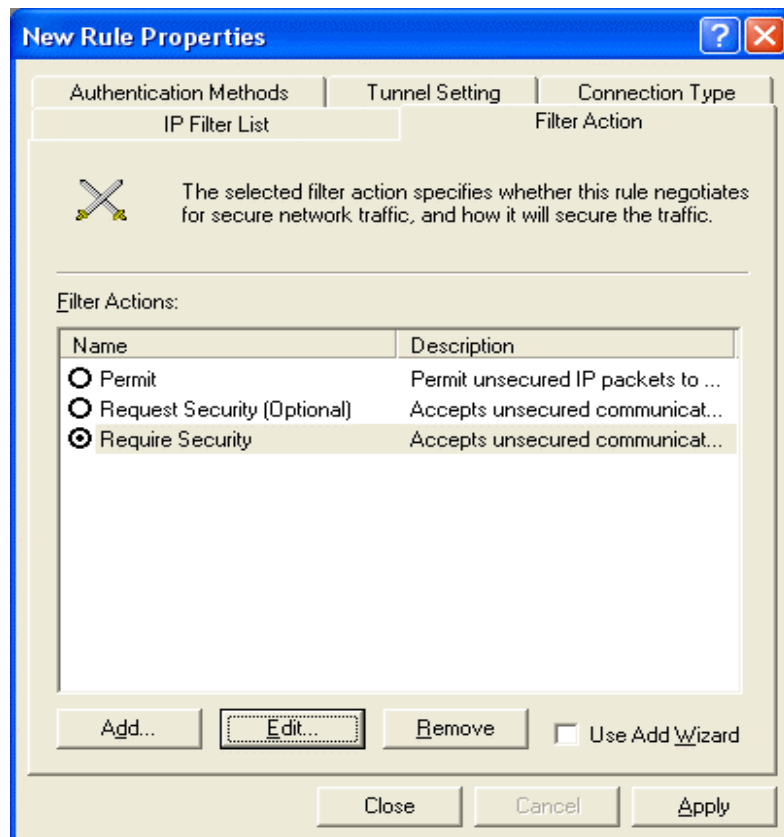 New Rule Properties
Authentication Methods Tunnel Setting Connection Type
IP Filter List Filter Action
The selected filter action specifies whether this rule negotiates
for secure network traffic, and how it will secure the traffic.
Filter Actions:
Name Description
Permit Permit unsecured IP packets to ...
Request Security (Optional) Accepts unsecured communicat...
Require Security Accepts unsecured communicat...
Add... Edit... Remove Use Add Wizard
Close Cancel Apply